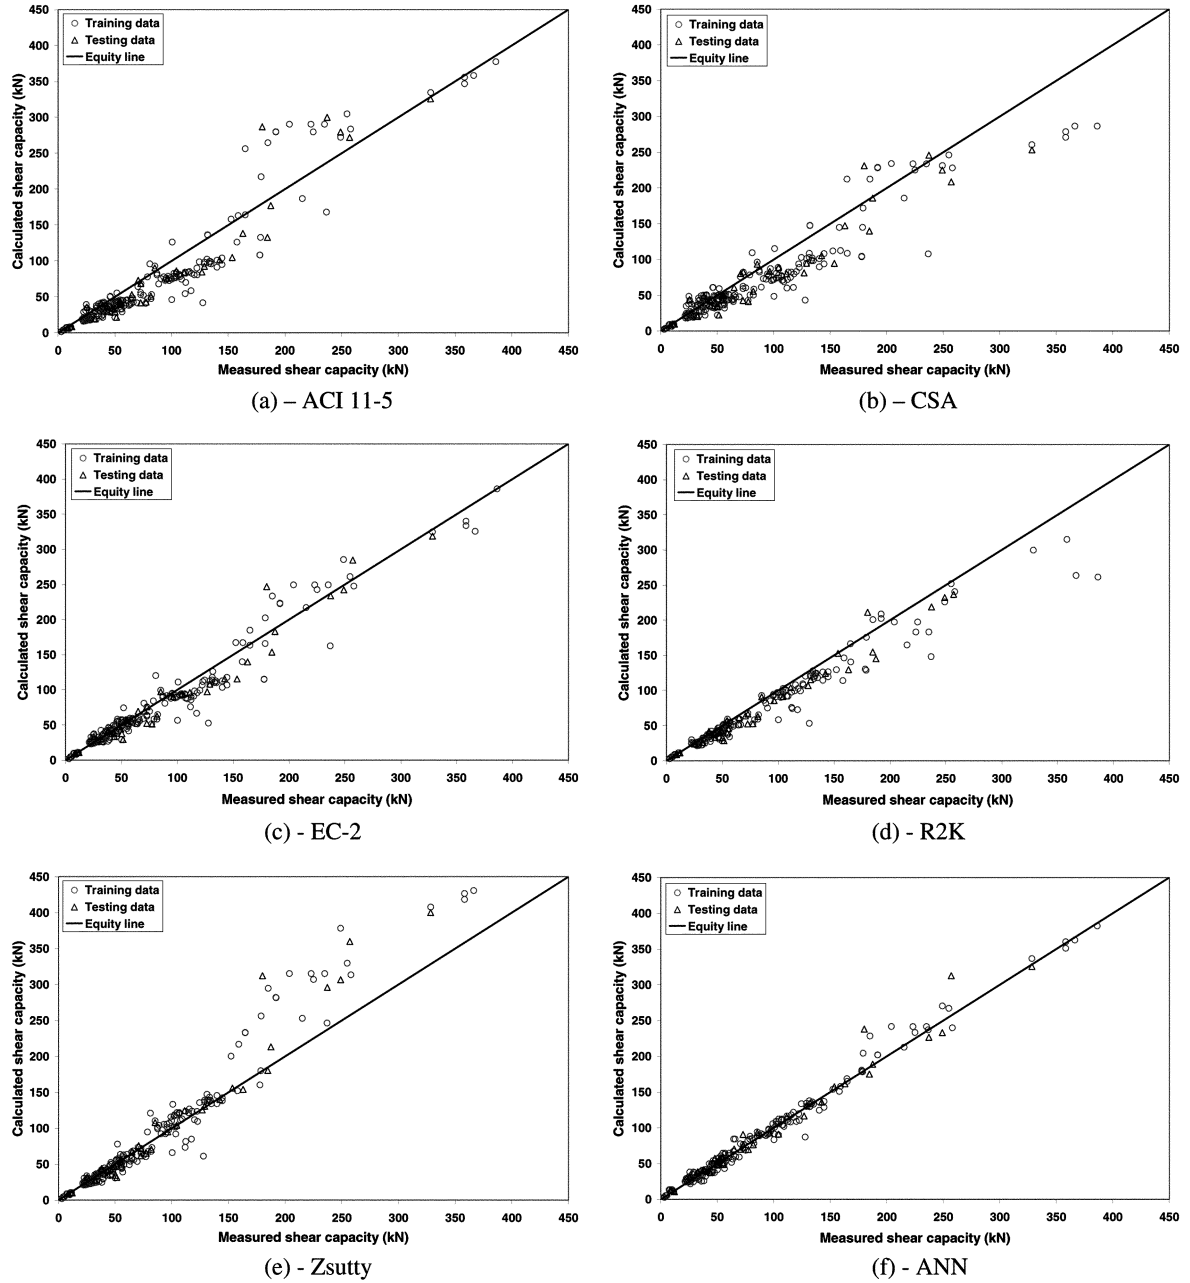 450
400
350
300
250
200
150
100
50
0
Calculated shear capacity (kN)
Training data
Testing data
Equity line
0 50 100 150 200 250 300 350 400 450
Measured shear capacity (kN)
(a) – ACI 11-5
450
400
350
300
250
200
150
100
50
0
Calculated shear capacity (kN)
Training data
Testing data
Equity line
0 50 100 150 200 250 300 350 400 450
Measured shear capacity (kN)
(b) – CSA
450
400
350
300
250
200
150
100
50
0
Calculated shear capacity (kN)
Training data
Testing data
Equity line
0 50 100 150 200 250 300 350 400 450
Measured shear capacity (kN)
(c) - EC-2
450
400
350
300
250
200
150
100
50
0
Calculated shear capacity (kN)
Training data
Testing data
Equity line
0 50 100 150 200 250 300 350 400 450
Measured shear capacity (kN)
(d) - R2K
450
400
350
300
250
200
150
100
50
0
Calculated shear capacity (kN)
Training data
Testing data
Equity line
0 50 100 150 200 250 300 350 400 450
Measured shear capacity (kN)
(e) - Zsutty
450
400
350
300
250
200
150
100
50
0
Calculated shear capacity (kN)
Training data
Testing data
Equity line
0 50 100 150 200 250 300 350 400 450
Measured shear capacity (kN)
(f) - ANN